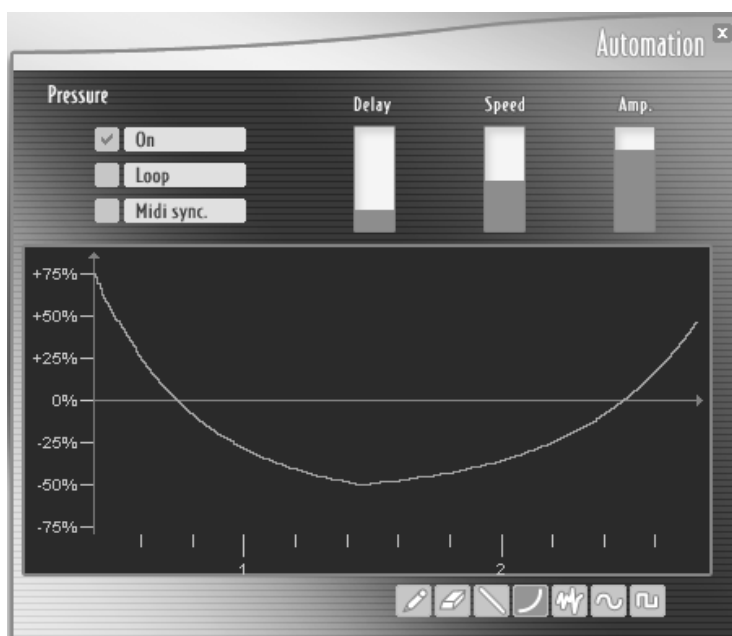 Automation x
Pressure
Delay Speed Amp.
On
Loop
Midi sync.
+75%
+50%
+25%
0%
-25%
-50%
-75%
1 2